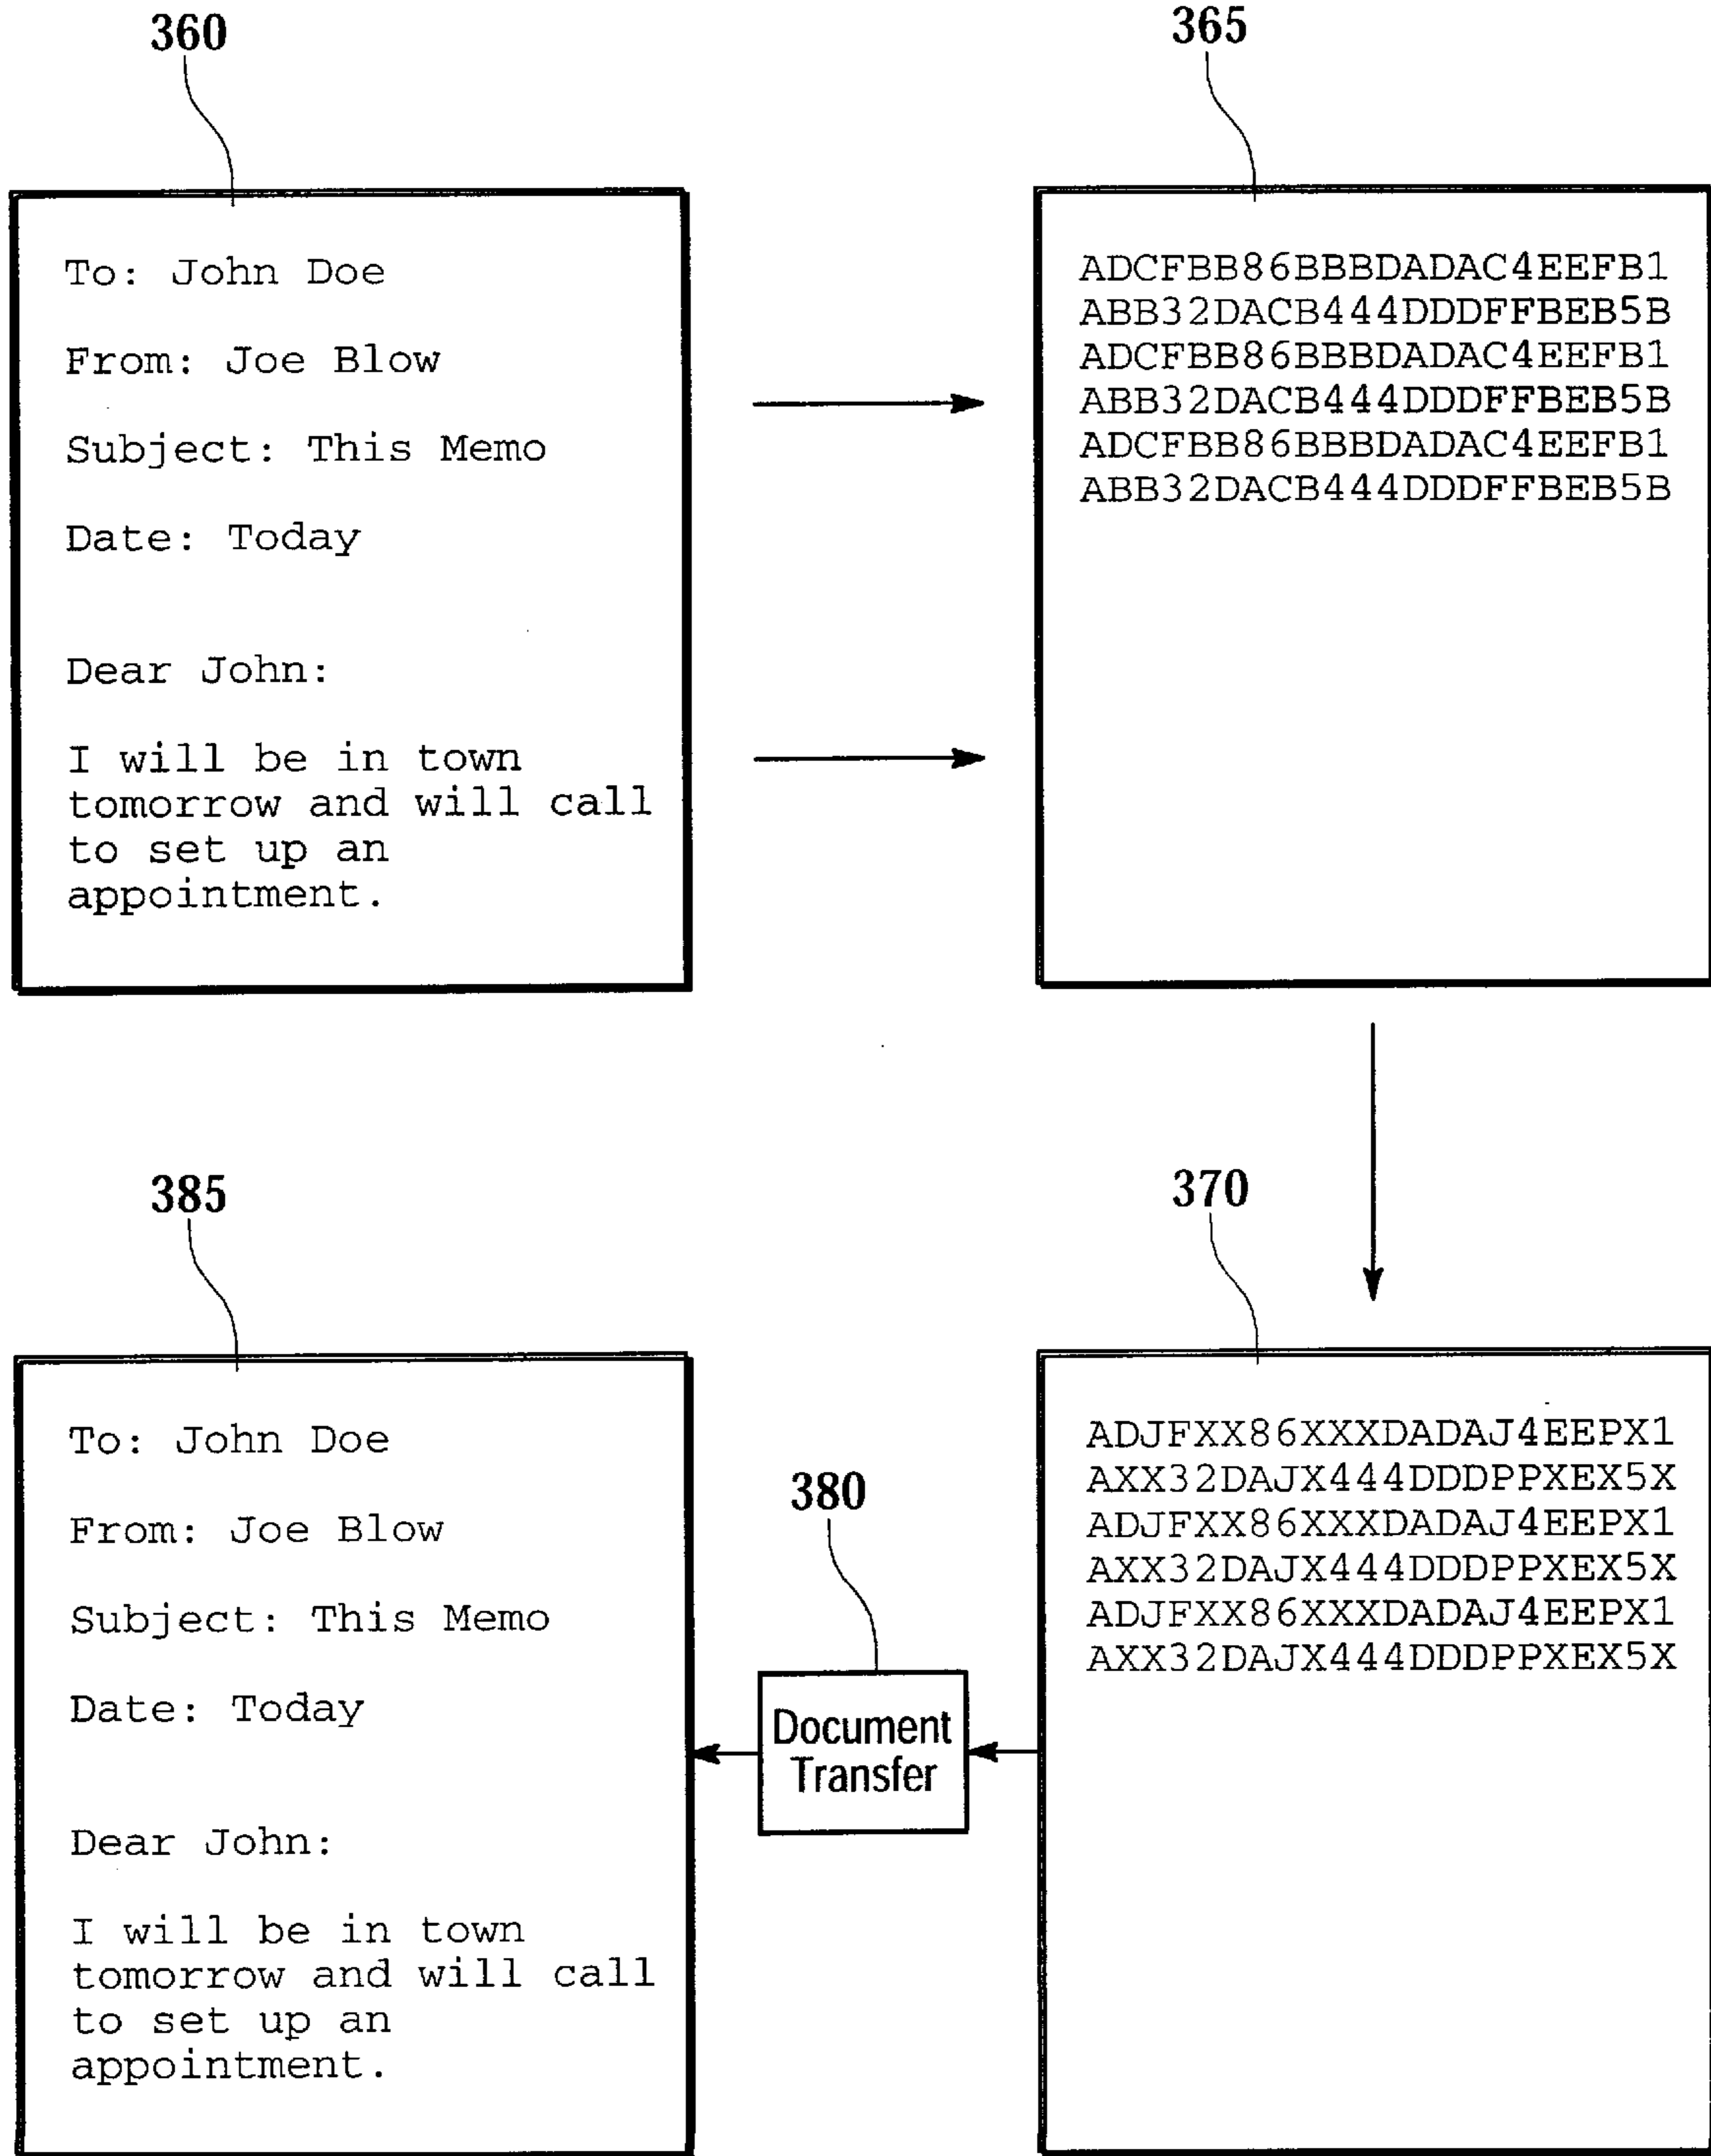 360
To: John Doe
From: Joe Blow
Subject: This Memo
Date: Today
Dear John:
I will be in town
tomorrow and will call
to set up an
appointment.
365
ADCFBB86BBBDADAC4EEFB1
ABB32DACB444DDDFFBEB5B
ADCFBB86BBBDADAC4EEFB1
ABB32DACB444DDDFFBEB5B
ADCFBB86BBBDADAC4EEFB1
ABB32DACB444DDDFFBEB5B
385
To: John Doe
From: Joe Blow
Subject: This Memo
Date: Today
Dear John:
I will be in town
tomorrow and will call
to set up an
appointment.
380
Document
Transfer
370
ADJFXX86XXXDADAJ4EEPX1
AXX32DAJX444DDDPPXEX5X
ADJFXX86XXXDADAJ4EEPX1
AXX32DAJX444DDDPPXEX5X
ADJFXX86XXXDADAJ4EEPX1
AXX32DAJX444DDDPPXEX5X